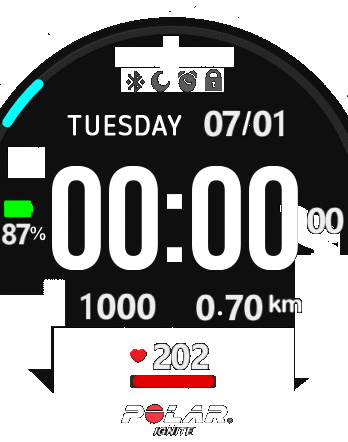 TUESDAY 07/01
00:00 00
87%
1000 0.70 km
202
POLAR®
IGNITE